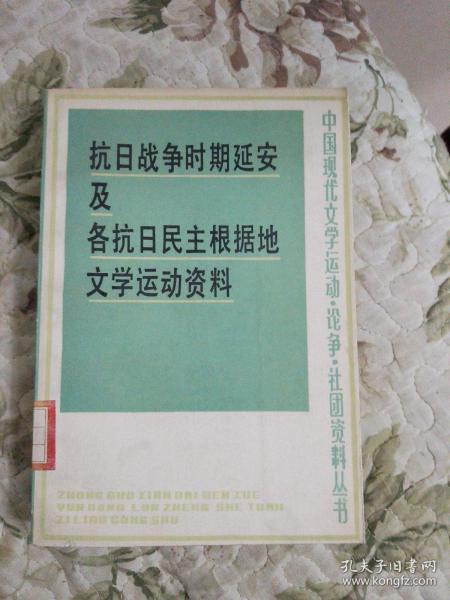 抗日战争时期延安
及
各抗日民主根据地
文学运动资料
中国现代文学运动·论争·社团资料丛书
ZHONG GUO XIAN DAI WEN XUE
YUN DONG LUN ZHENG SHE TUAN
ZI LIAO CONG SHU
孔夫子旧书网
www.kongfz.com